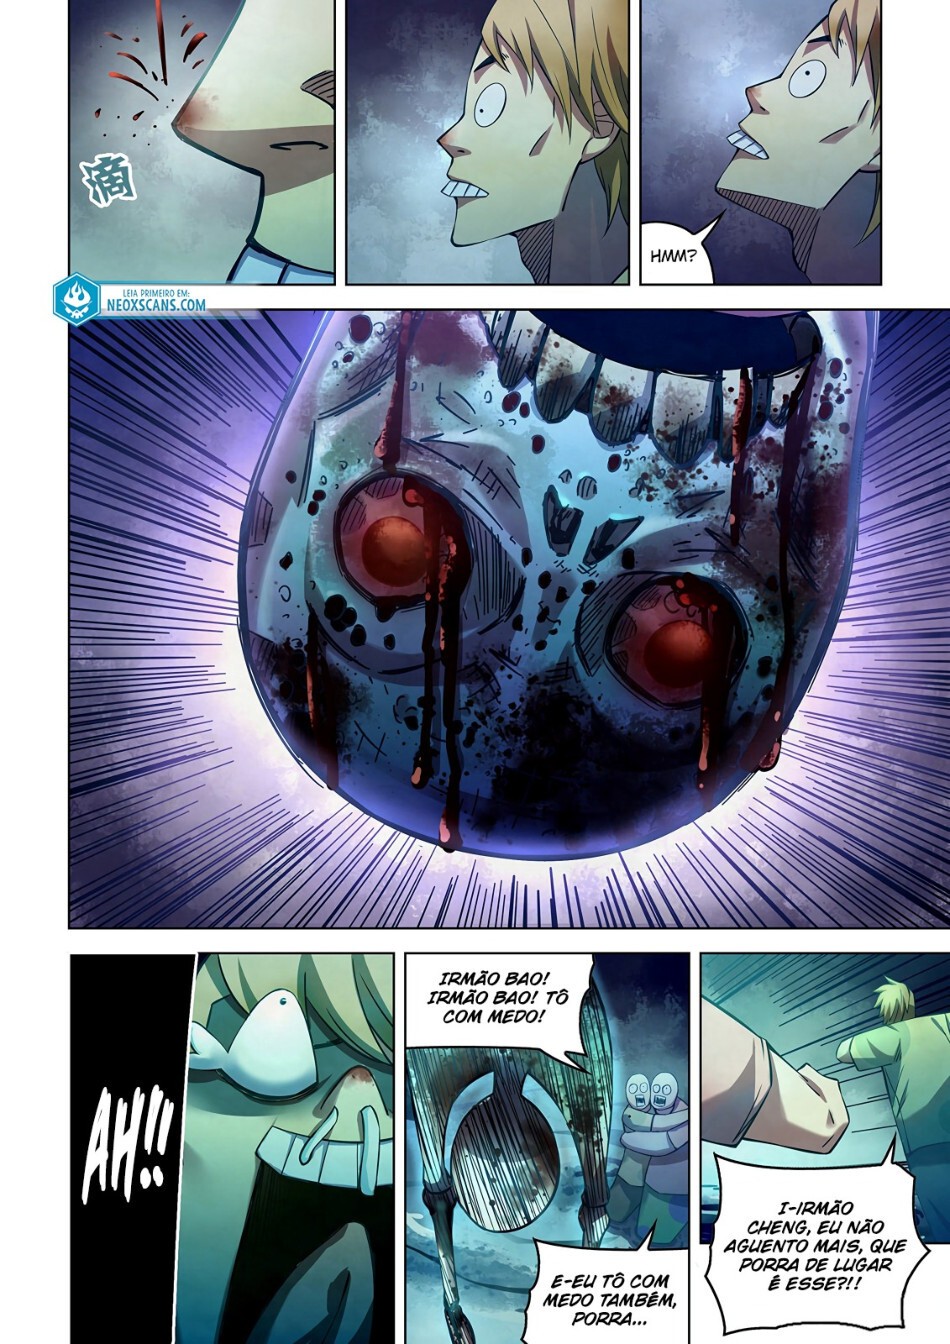 滴
HMM?
LEIA PRIMEIRO EM:
NEOXSCANS.COM
AH!!
IRMÃO BAO!
IRMÃO BAO! TÔ
COM MEDO!
E-EU TÔ COM
MEDO TAMBÉM,
PORRA...
I-IRMÃO
CHENG, EU NÃO
AGUENTO MAIS, QUE
PORRA DE LUGAR
É ESSE?!!